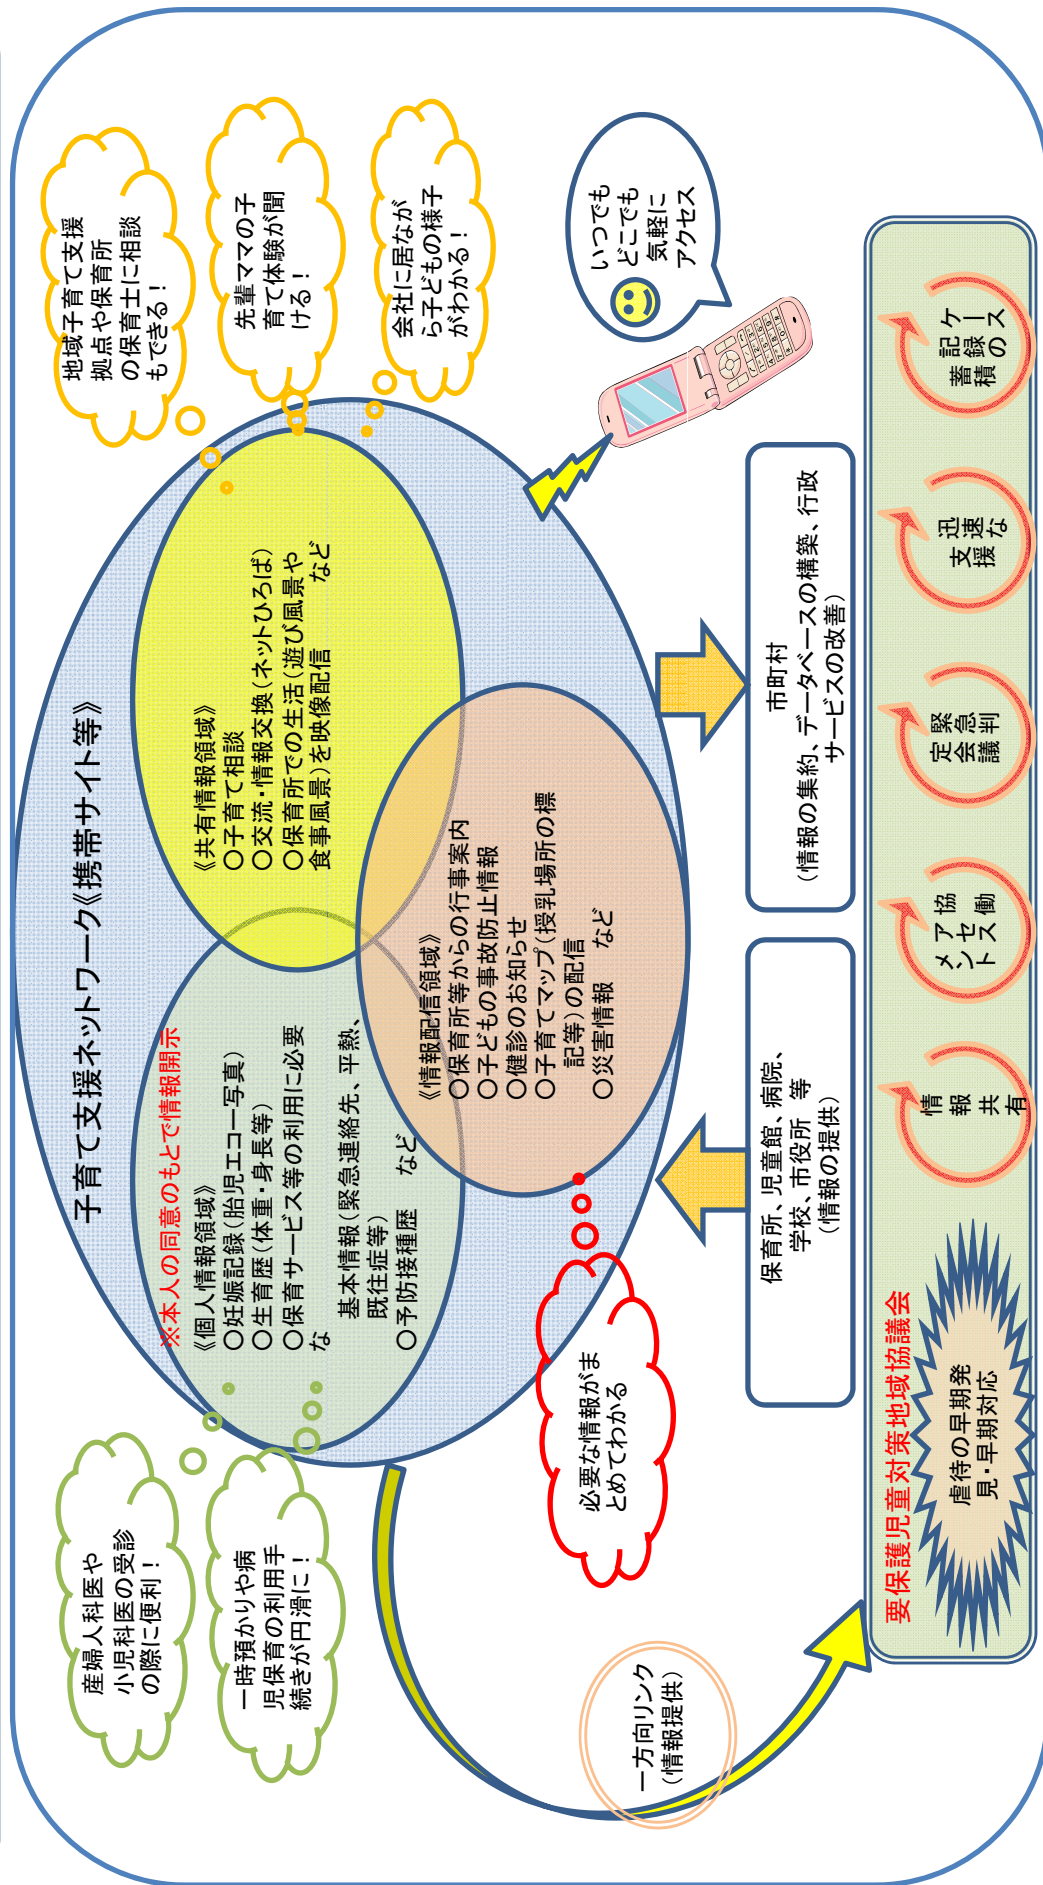 子育て支援ネットワーク《携帯サイト等》
産婦人科医や
小児科医の受診
の際に便利！
一時預かりや病
児保育の利用手
続きが円滑に！
※本人の同意のもとで情報開示
《個人情報領域》
○妊娠記録（胎児エコー写真）
○生育歴（体重・身長等）
○保育サービス等の利用に必要
な
基本情報（緊急連絡先、平熱、
既往症等）
○予防接種歴　など
《共有情報領域》
○子育て相談
○交流・情報交換（ネットひろば）
○保育所での生活（遊び風景や
食事風景）を映像配信　など
地域子育て支援
拠点や保育所
の保育士に相談
もできる！
先輩ママの子
育て体験が聞
ける！
会社に居なが
ら子どもの様子
がわかる！
《情報配信領域》
○保育所等からの行事案内
○子どもの事故防止情報
○健診のお知らせ
○子育てマップ（授乳場所の標
記等）の配信
○災害情報　など
必要な情報がま
とめてわかる
いつでも
どこでも
気軽に
アクセス
一方向リンク
（情報提供）
保育所、児童館、病院、
学校、市役所　等
（情報の提供）
市町村
（情報の集約、データベースの構築、行政
サービスの改善）
要保護児童対策地域協議会
虐待の早期発
見・早期対応
情報共有
協働
アセス
メント
緊急判
定会議
迅速な
支援
ケースの
記録
蓄積